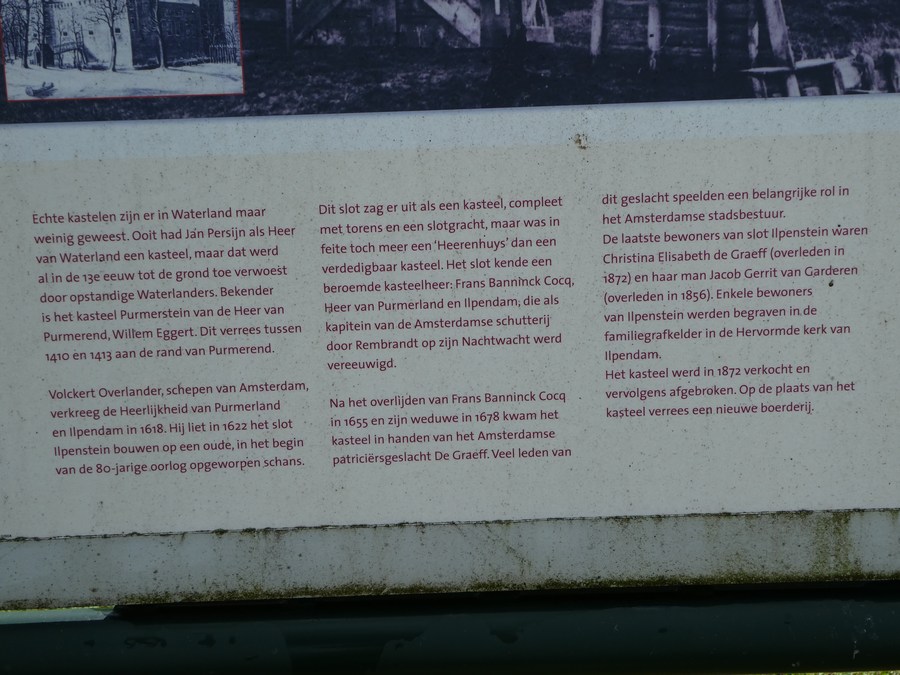 Echte kastelen zijn er in Waterland maar
weinig geweest. Ooit had Jan Persijn als Heer
van Waterland een kasteel, maar dat werd
al in de 13e eeuw tot de grond toe verwoest
door opstandige Waterlanders. Bekender
is het kasteel Purmerstein van de Heer van
Purmerend, Willem Eggert. Dit verrees tussen
1410 en 1413 aan de rand van Purmerend.
Volckert Overlander, schepen van Amsterdam,
verkreeg de Heerlijkheid van Purmerland
en Ilpendam in 1618. Hij liet in 1622 het slot
Ilpenstein bouwen op een oude, in het begin
van de 80-jarige oorlog opgeworpen schans.
Dit slot zag er uit als een kasteel, compleet
met torens en een slotgracht, maar was in
feite toch meer een 'Heerenhuys' dan een
verdedigbaar kasteel. Het slot kende een
beroemde kasteelheer: Frans Banninck Cocq,
Heer van Purmerland en Ilpendam, die als
kapitein van de Amsterdamse schutterij
door Rembrandt op zijn Nachtwacht werd
vereeuwigd.
Na het overlijden van Frans Banninck Cocq
in 1655 en zijn weduwe in 1678 kwam het
kasteel in handen van het Amsterdamse
patriciërsgeslacht De Graeff. Veel leden van
dit geslacht speelden een belangrijke rol in
het Amsterdamse stadsbestuur.
De laatste bewoners van slot Ilpenstein waren
Christina Elisabeth de Graeff (overleden in
1872) en haar man Jacob Gerrit van Garderen
(overleden in 1856). Enkele bewoners
van Ilpenstein werden begraven in de
familiegrafkelder in de Hervormde kerk van
Ilpendam.
Het kasteel werd in 1872 verkocht en
vervolgens afgebroken. Op de plaats van het
kasteel verrees een nieuwe boerderij.